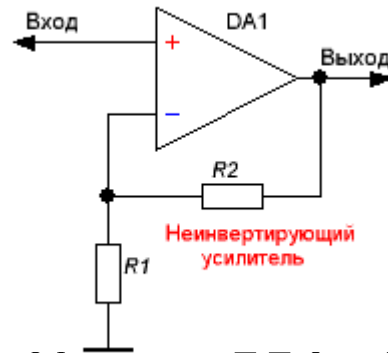 Вход
DA1
+
−
Выход
R2
Неинвертирующий
усилитель
R1